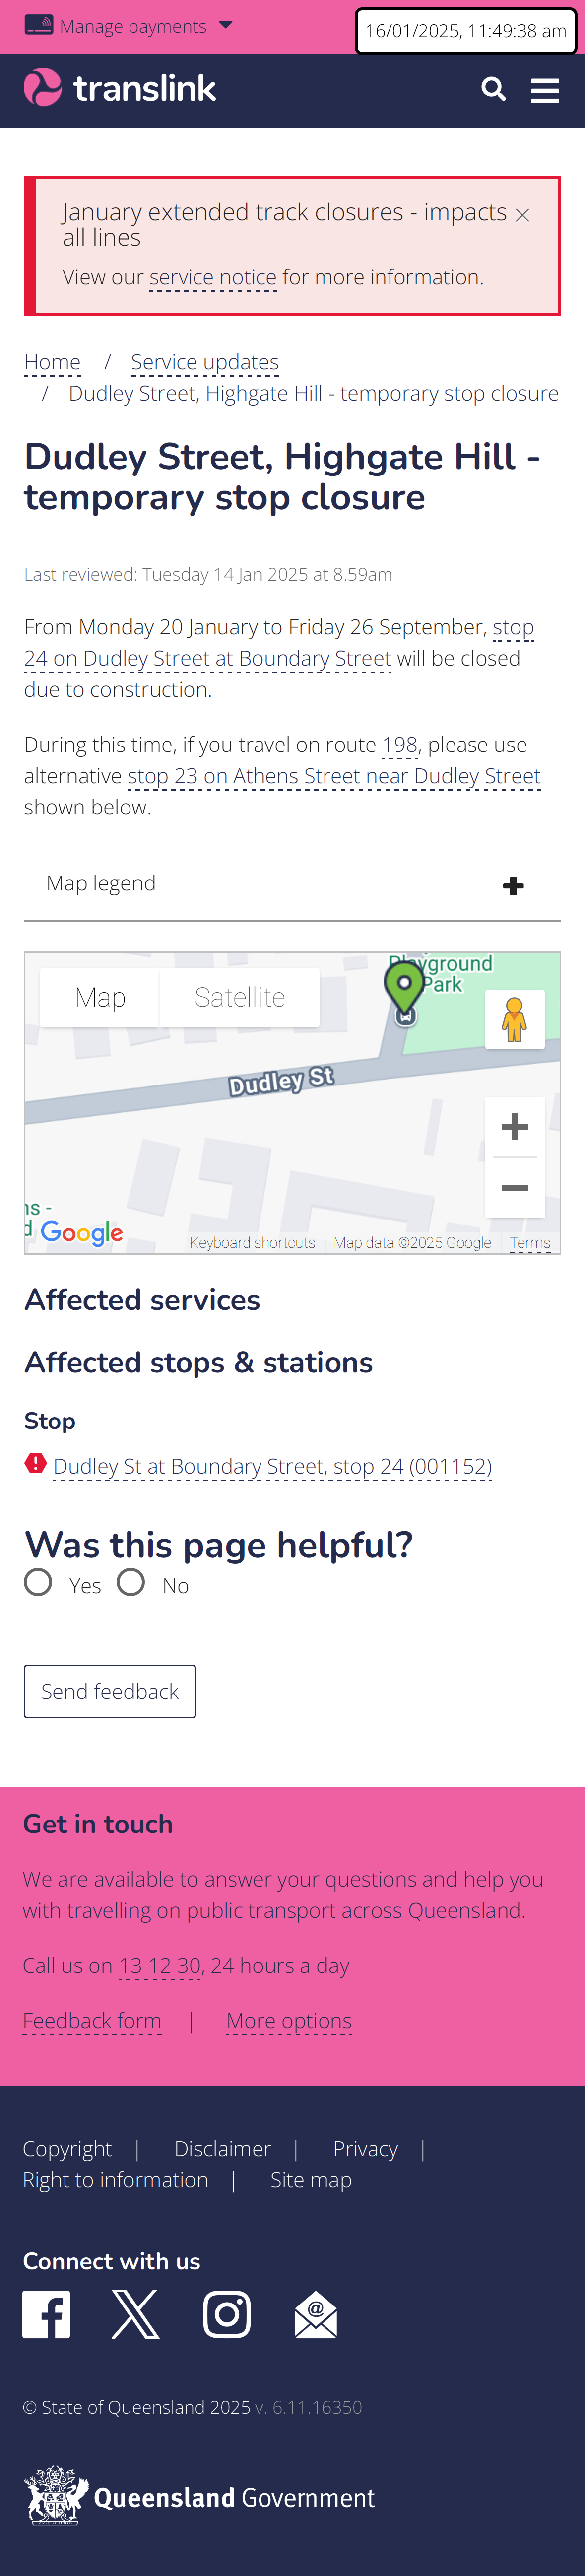 Manage payments
16/01/2025, 11:49:38 am
translink
January extended track closures - impacts
all lines
View our service notice for more information.
Home / Service updates
/ Dudley Street, Highgate Hill - temporary stop closure
Dudley Street, Highgate Hill -
temporary stop closure
Last reviewed: Tuesday 14 Jan 2025 at 8.59am
From Monday 20 January to Friday 26 September, stop
24 on Dudley Street at Boundary Street will be closed
due to construction.
During this time, if you travel on route 198, please use
alternative stop 23 on Athens Street near Dudley Street
shown below.
Map legend
Playground
Park
Map Satellite
Dudley St
Google
Keyboard shortcuts Map data ©2025 Google Terms
Affected services
Affected stops & stations
Stop
Dudley St at Boundary Street, stop 24 (001152)
Was this page helpful?
Yes No
Send feedback
Get in touch
We are available to answer your questions and help you
with travelling on public transport across Queensland.
Call us on 13 12 30, 24 hours a day
Feedback form | More options
Copyright | Disclaimer | Privacy |
Right to information | Site map
Connect with us
© State of Queensland 2025 v. 6.11.16350
Queensland Government